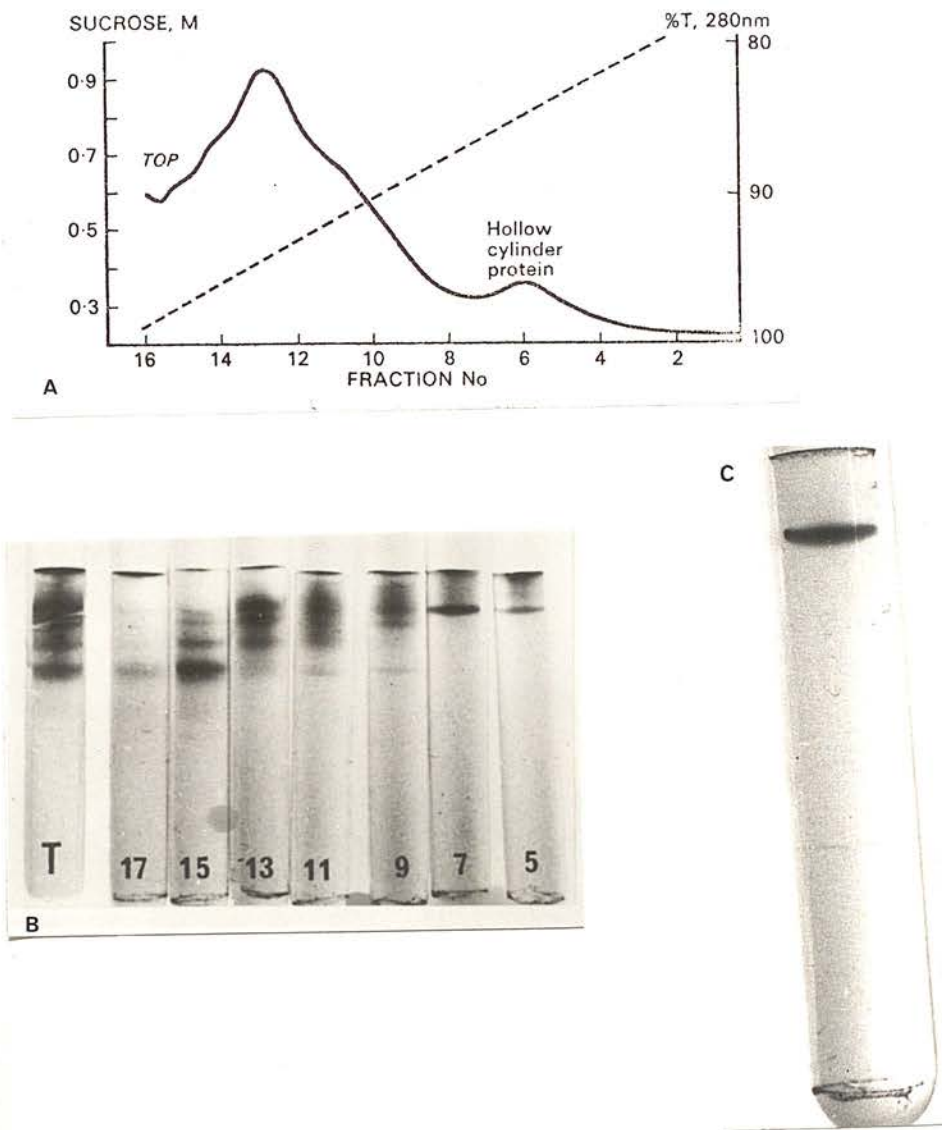 SUCROSE, M
%T, 280nm
80
0·9
TOP
0·7
90
0·5
Hollow
cylinder
protein
0·3
100
16 14 12 10 8 6 4 2
A
FRACTION No
C
T 17 15 13 11 9 7 5
B